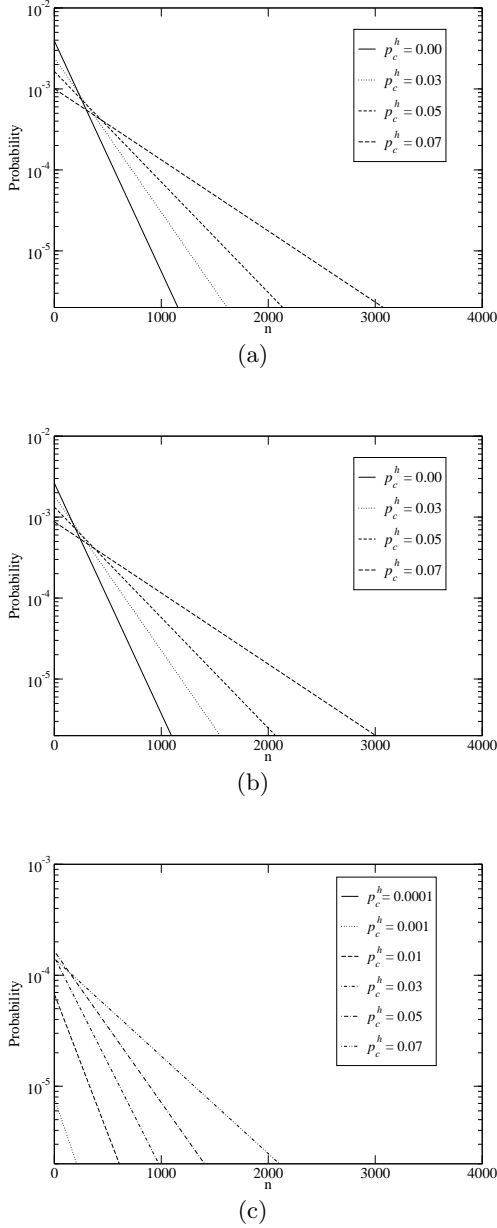 10^-2
10^-3
10^-4
10^-5
Probability
0 1000 2000 3000 4000
n
p_c^h = 0.00
p_c^h = 0.03
p_c^h = 0.05
p_c^h = 0.07
(a)
10^-2
10^-3
10^-4
10^-5
Probability
0 1000 2000 3000 4000
n
p_c^h = 0.00
p_c^h = 0.03
p_c^h = 0.05
p_c^h = 0.07
(b)
10^-3
10^-4
10^-5
Probability
0 1000 2000 3000 4000
n
p_c^h = 0.0001
p_c^h = 0.001
p_c^h = 0.01
p_c^h = 0.03
p_c^h = 0.05
p_c^h = 0.07
(c)